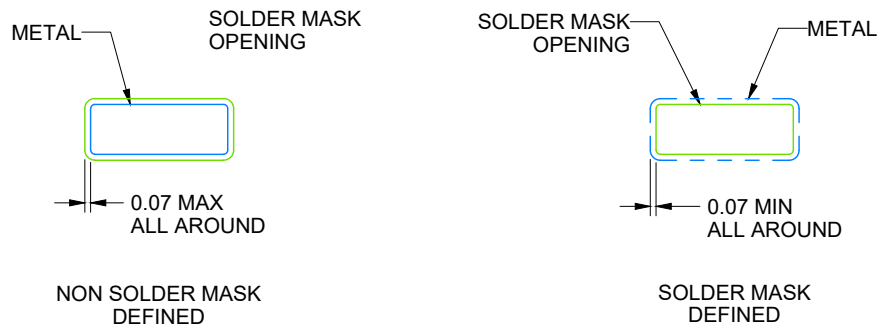 METAL
SOLDER MASK
OPENING
0.07 MAX
ALL AROUND
NON SOLDER MASK
DEFINED
SOLDER MASK
OPENING
METAL
0.07 MIN
ALL AROUND
SOLDER MASK
DEFINED